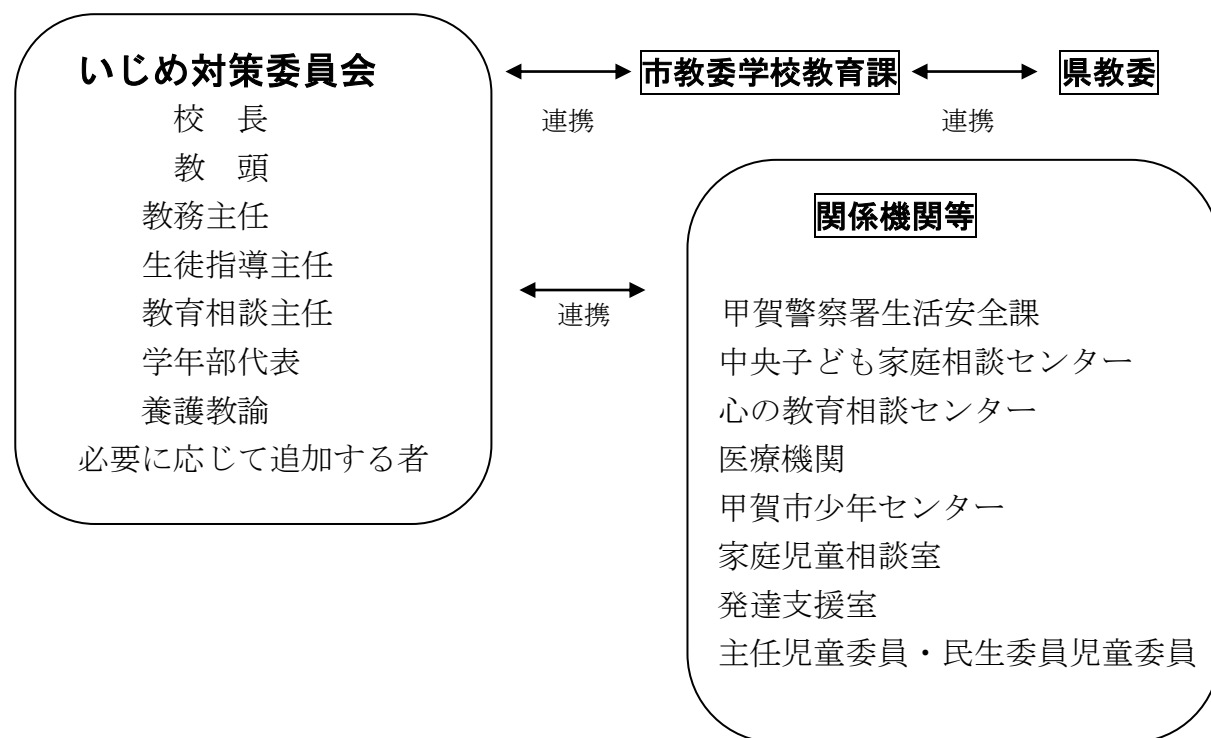 いじめ対策委員会
校　長
教　頭
教務主任
生徒指導主任
教育相談主任
学年部代表
養護教諭
必要に応じて追加する者
連携
市教委学校教育課
連携
県教委
連携
関係機関等
甲賀警察署生活安全課
中央子ども家庭相談センター
心の教育相談センター
医療機関
甲賀市少年センター
家庭児童相談室
発達支援室
主任児童委員・民生委員児童委員